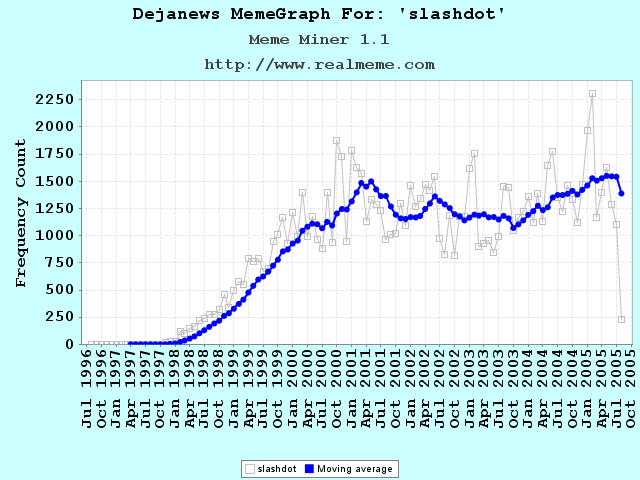 Dejanews MemeGraph For: 'slashdot'
Meme Miner 1.1
http://www.realmeme.com
Frequency Count
2250
2000
1750
1500
1250
1000
750
500
250
0
Jul 1996
Oct 1996
Jan 1997
Apr 1997
Jul 1997
Oct 1997
Jan 1998
Apr 1998
Jul 1998
Oct 1998
Jan 1999
Apr 1999
Jul 1999
Oct 1999
Jan 2000
Apr 2000
Jul 2000
Oct 2000
Jan 2001
Apr 2001
Jul 2001
Oct 2001
Jan 2002
Apr 2002
Jul 2002
Oct 2002
Jan 2003
Apr 2003
Jul 2003
Oct 2003
Jan 2004
Apr 2004
Jul 2004
Oct 2004
Jan 2005
Apr 2005
Jul 2005
Oct 2005
slashdot
Moving average